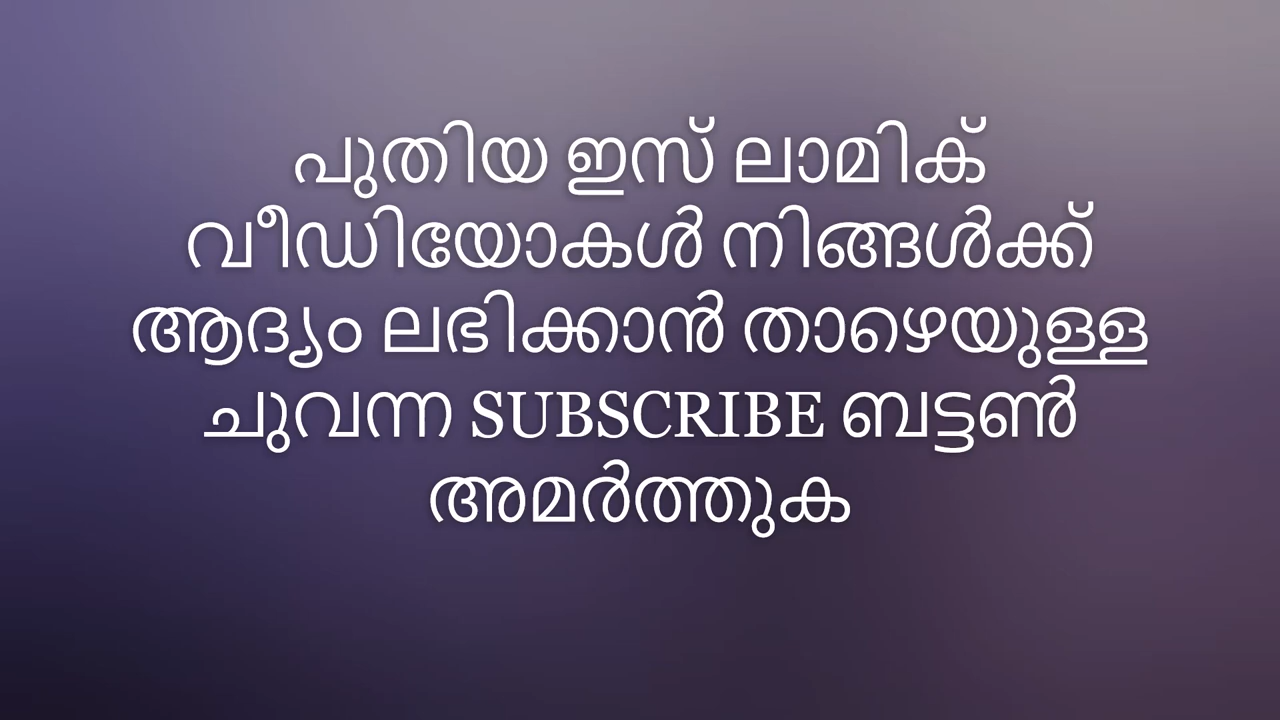 പുതിയ ഇസ് ലാമിക്
വീഡിയോകൾ നിങ്ങൾക്ക്
ആദ്യം ലഭിക്കാൻ താഴെയുള്ള
ചുവന്ന SUBSCRIBE ബട്ടൺ
അമർത്തുക